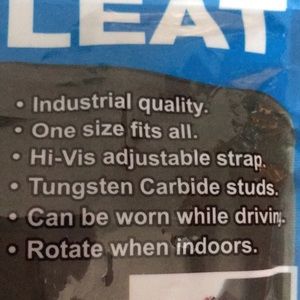 LEAT
• Industrial quality.
• One size fits all.
• Hi-Vis adjustable strap.
• Tungsten Carbide studs.
• Can be worn while driving.
• Rotate when indoors.